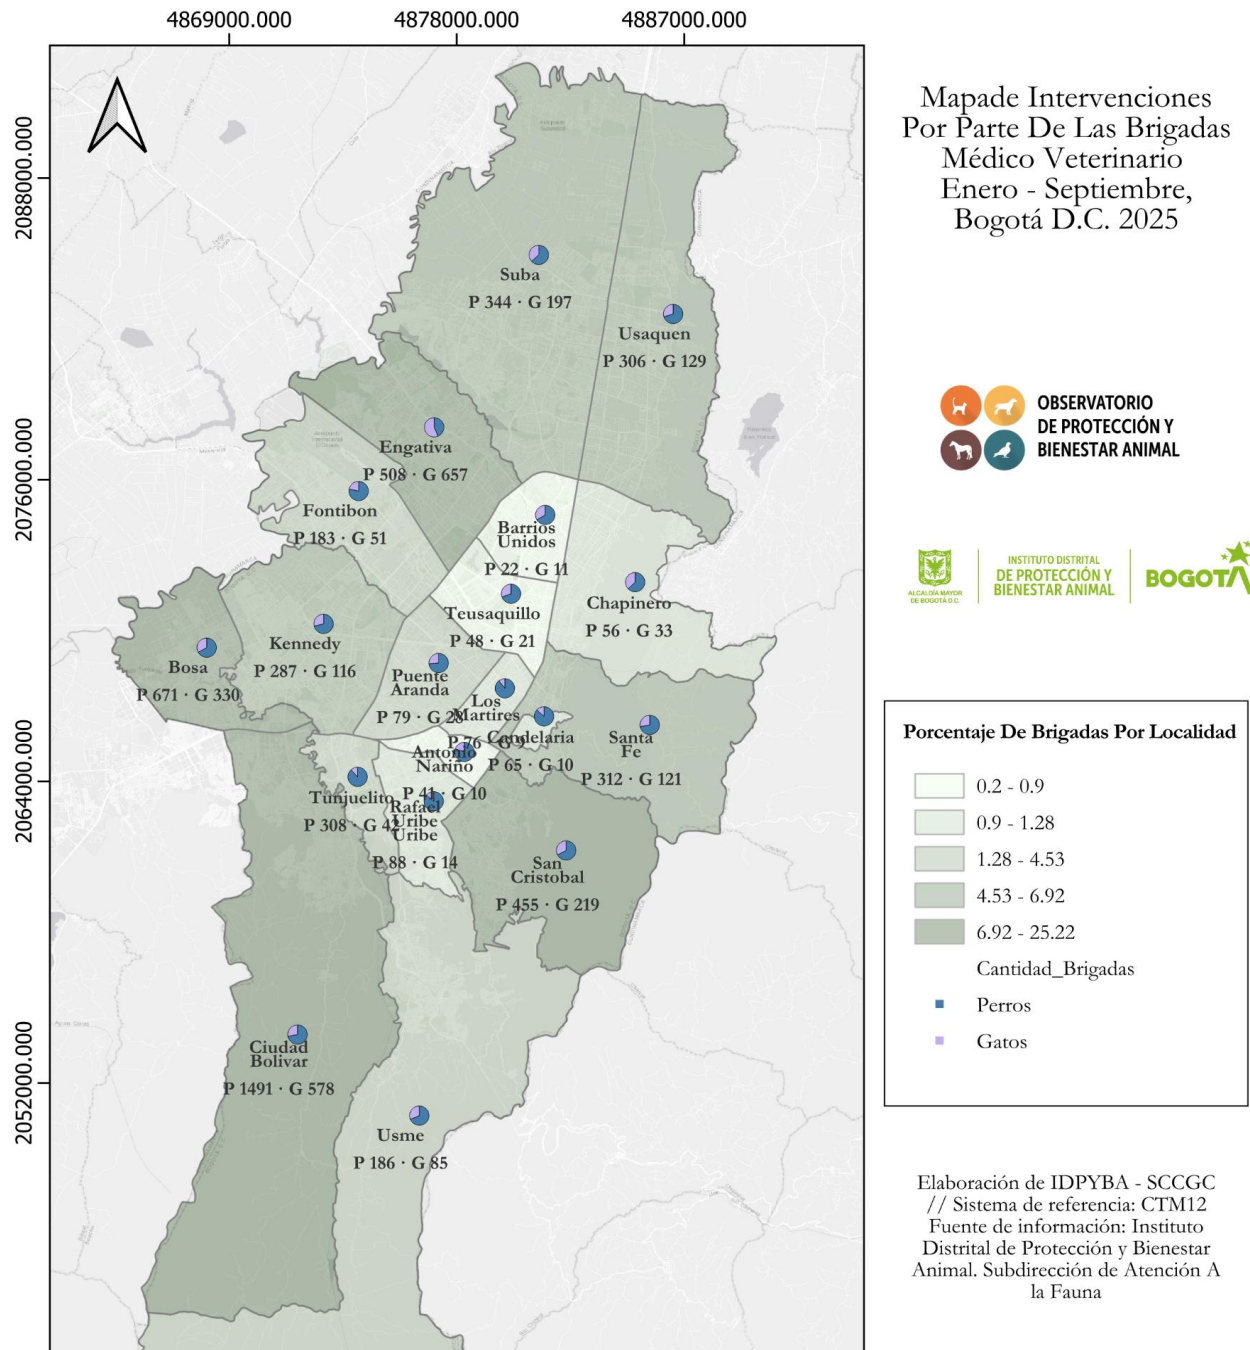 4869000.000
4878000.000
4887000.000
2088000.000
2076000.000
2064000.000
2052000.000
Mapade Intervenciones
Por Parte De Las Brigadas
Médico Veterinario
Enero - Septiembre,
Bogotá D.C. 2025
Suba
P 344 · G 197
Usaquen
P 306 · G 129
Engativa
P 508 · G 657
Fontibon
P 183 · G 51
Barrios
Unidos
P 22 · G 11
Teusaquillo
P 48 · G 21
Chapinero
P 56 · G 33
Kennedy
P 287 · G 116
Bosa
P 671 · G 330
Puente
Aranda
P 79 · G 28
Los
Martires
P 76 · G 9
Candelaria
P 65 · G 10
Santa
Fe
P 312 · G 121
Antonio
Nariño
P 41 · G 10
Tunjuelito
P 308 · G 42
Rafael
Uribe
Uribe
P 88 · G 14
San
Cristobal
P 455 · G 219
Ciudad
Bolivar
P 1491 · G 578
Usme
P 186 · G 85
OBSERVATORIO
DE PROTECCIÓN Y
BIENESTAR ANIMAL
ALCALDÍA MAYOR
DE BOGOTÁ D.C.
INSTITUTO DISTRITAL
DE PROTECCIÓN Y
BIENESTAR ANIMAL
BOGOTÁ
Porcentaje De Brigadas Por Localidad
0.2 - 0.9
0.9 - 1.28
1.28 - 4.53
4.53 - 6.92
6.92 - 25.22
Cantidad_Brigadas
Perros
Gatos
Elaboración de IDPYBA - SCCGC
// Sistema de referencia: CTM12
Fuente de información: Instituto
Distrital de Protección y Bienestar
Animal. Subdirección de Atención A
la Fauna